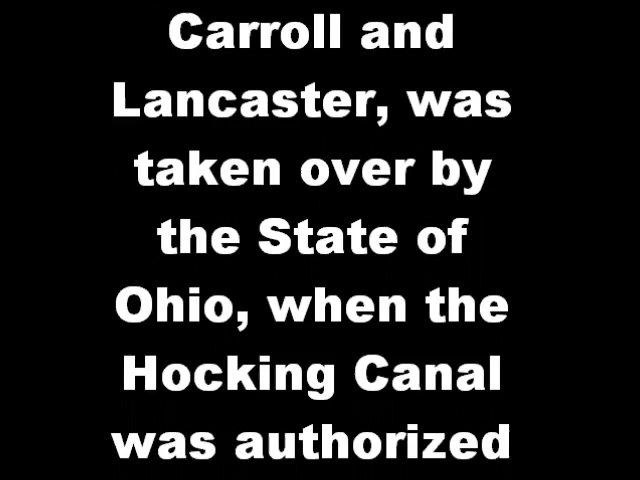 Carroll and
Lancaster, was
taken over by
the State of
Ohio, when the
Hocking Canal
was authorized